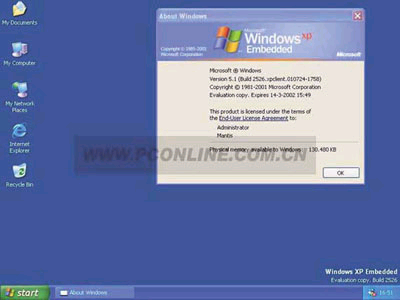 My Documents
My Computer
My Network
Places
Internet
Explorer
Recycle Bin
About Windows
Microsoft
Windows xp
Embedded
Copyright © 1985-2001
Microsoft Corporation
Microsoft
Microsoft ® Windows
Version 5.1 (Build 2526.xpclient.010724-1758)
Copyright © 1981-2001 Microsoft Corporation
Evaluation copy. Expires 14-3-2002 15:49
This product is licensed under the terms of
the End-User License Agreement to:
Administrator
Mantis
WWW.PCONLINE.COM.CN
Physical memory available to Windows: 130,480 KB
OK
Windows XP Embedded
Evaluation copy. Build 2526
start
About Windows